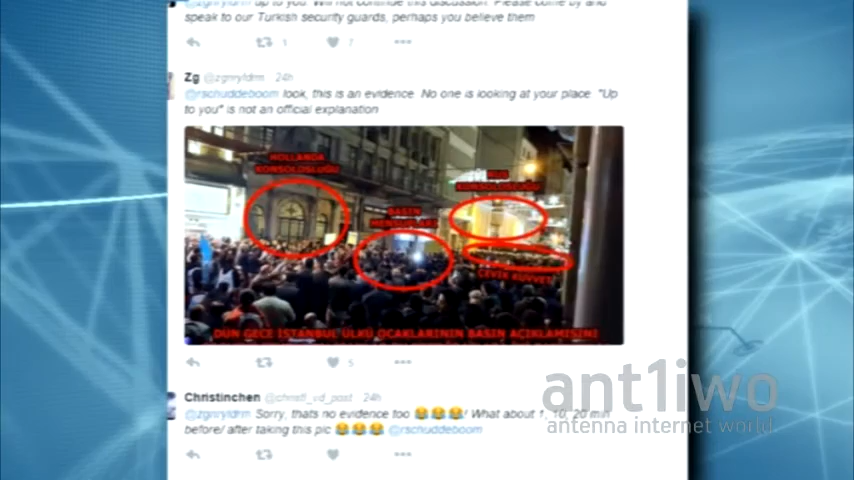 up to you. Will not continue this discussion. Please come by and
speak to our Turkish security guards, perhaps you believe them
1 7
Zg @zgnryldrm 24h
@rschuddeboom look, this is an evidence. No one is looking at your place. "Up
to you" is not an official explanation
HOLLANDA
KONSOLOSLUĞU
RUS
KONSOLOSLUĞU
BASIN
MENSUPLARI
ÇEVİK KUVVET
DÜN GECE İSTANBUL ÜLKÜ OCAKLARININ BASIN AÇIKLAMISINI
5
Christinchen @christl_vd_post 24h
@zgnryldrm Sorry, thats no evidence too 😂😂😂! What about 1, 10, 20 min
before/ after taking this pic 😂😂😂 @rschuddeboom
ant1iwo
antenna internet world